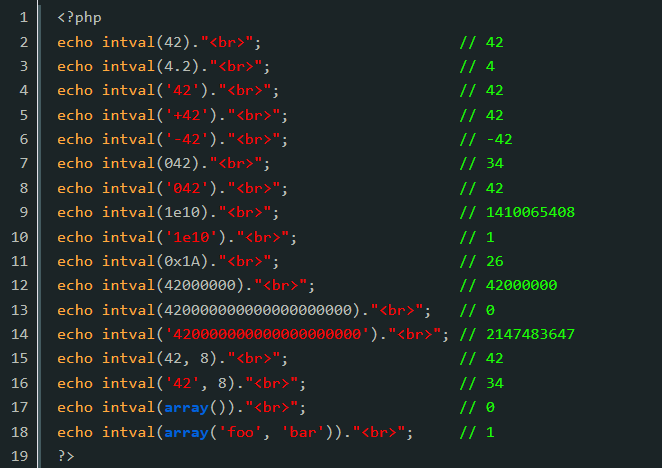 1 <?php
2 echo intval(42)."<br>"; // 42
3 echo intval(4.2)."<br>"; // 4
4 echo intval('42')."<br>"; // 42
5 echo intval('+42')."<br>"; // 42
6 echo intval('-42')."<br>"; // -42
7 echo intval(042)."<br>"; // 34
8 echo intval('042')."<br>"; // 42
9 echo intval(1e10)."<br>"; // 1410065408
10 echo intval('1e10')."<br>"; // 1
11 echo intval(0x1A)."<br>"; // 26
12 echo intval(42000000)."<br>"; // 42000000
13 echo intval(420000000000000000000)."<br>"; // 0
14 echo intval('420000000000000000000')."<br>"; // 2147483647
15 echo intval(42, 8)."<br>"; // 42
16 echo intval('42', 8)."<br>"; // 34
17 echo intval(array())."<br>"; // 0
18 echo intval(array('foo', 'bar'))."<br>"; // 1
19 ?>